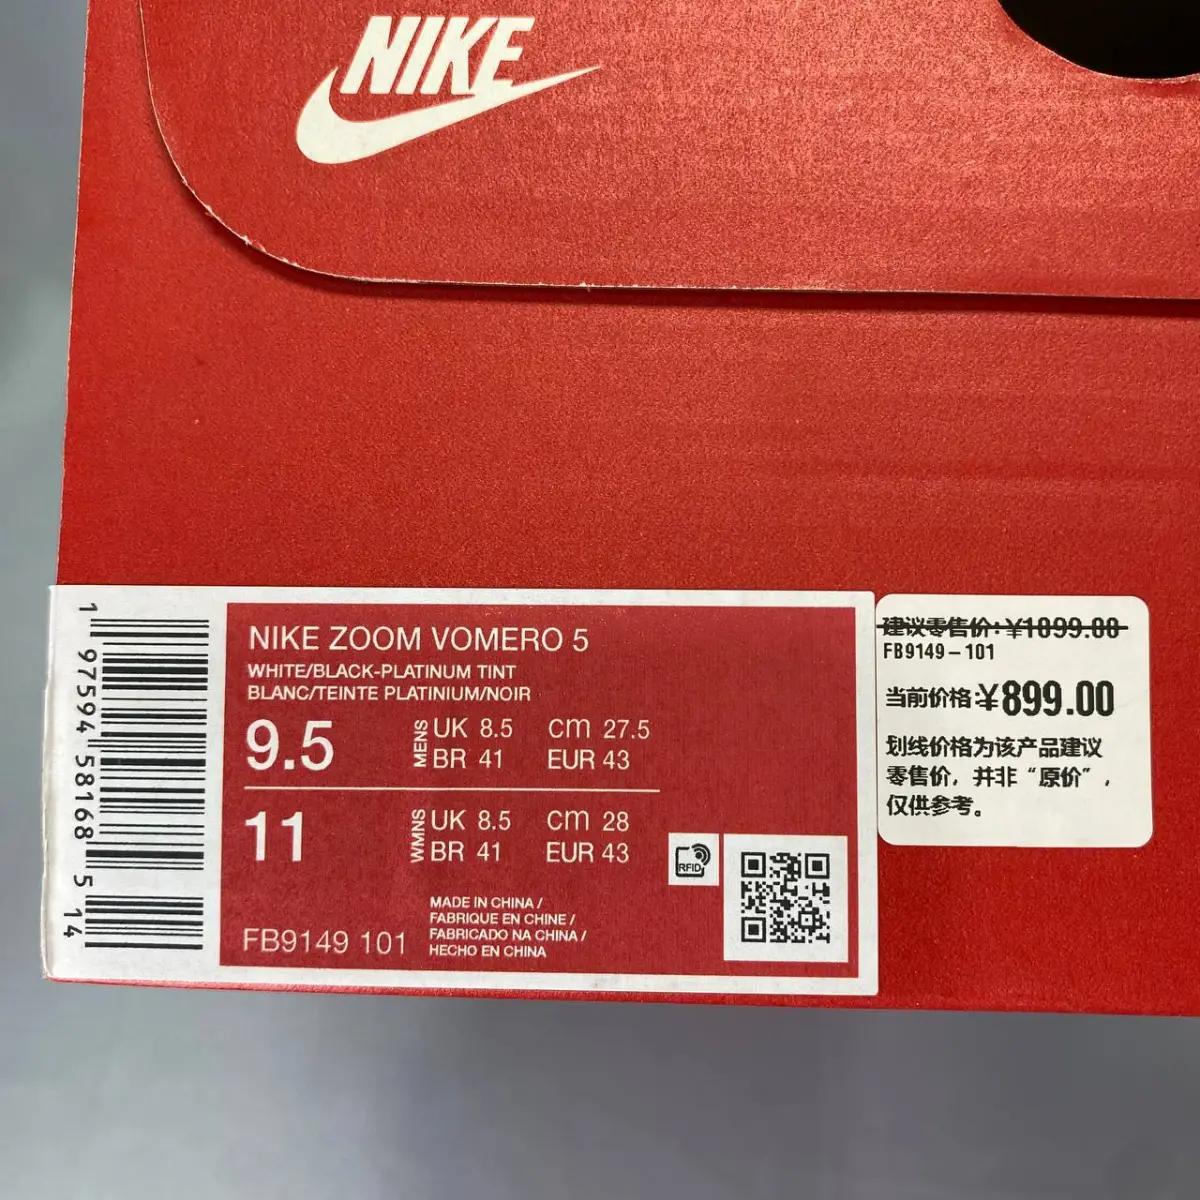 NIKE
1 97594 58168 5 14
NIKE ZOOM VOMERO 5
WHITE/BLACK-PLATINUM TINT
BLANC/TEINTE PLATINIUM/NOIR
9.5
MENS
UK 8.5 cm 27.5
BR 41 EUR 43
11
WMNS
UK 8.5 cm 28
BR 41 EUR 43
RFID
FB9149 101
MADE IN CHINA /
FABRIQUE EN CHINE /
FABRICADO NA CHINA /
HECHO EN CHINA
建议零售价:¥1099.00
FB9149-101
当前价格:¥899.00
划线价格为该产品建议
零售价, 并非“原价”,
仅供参考。